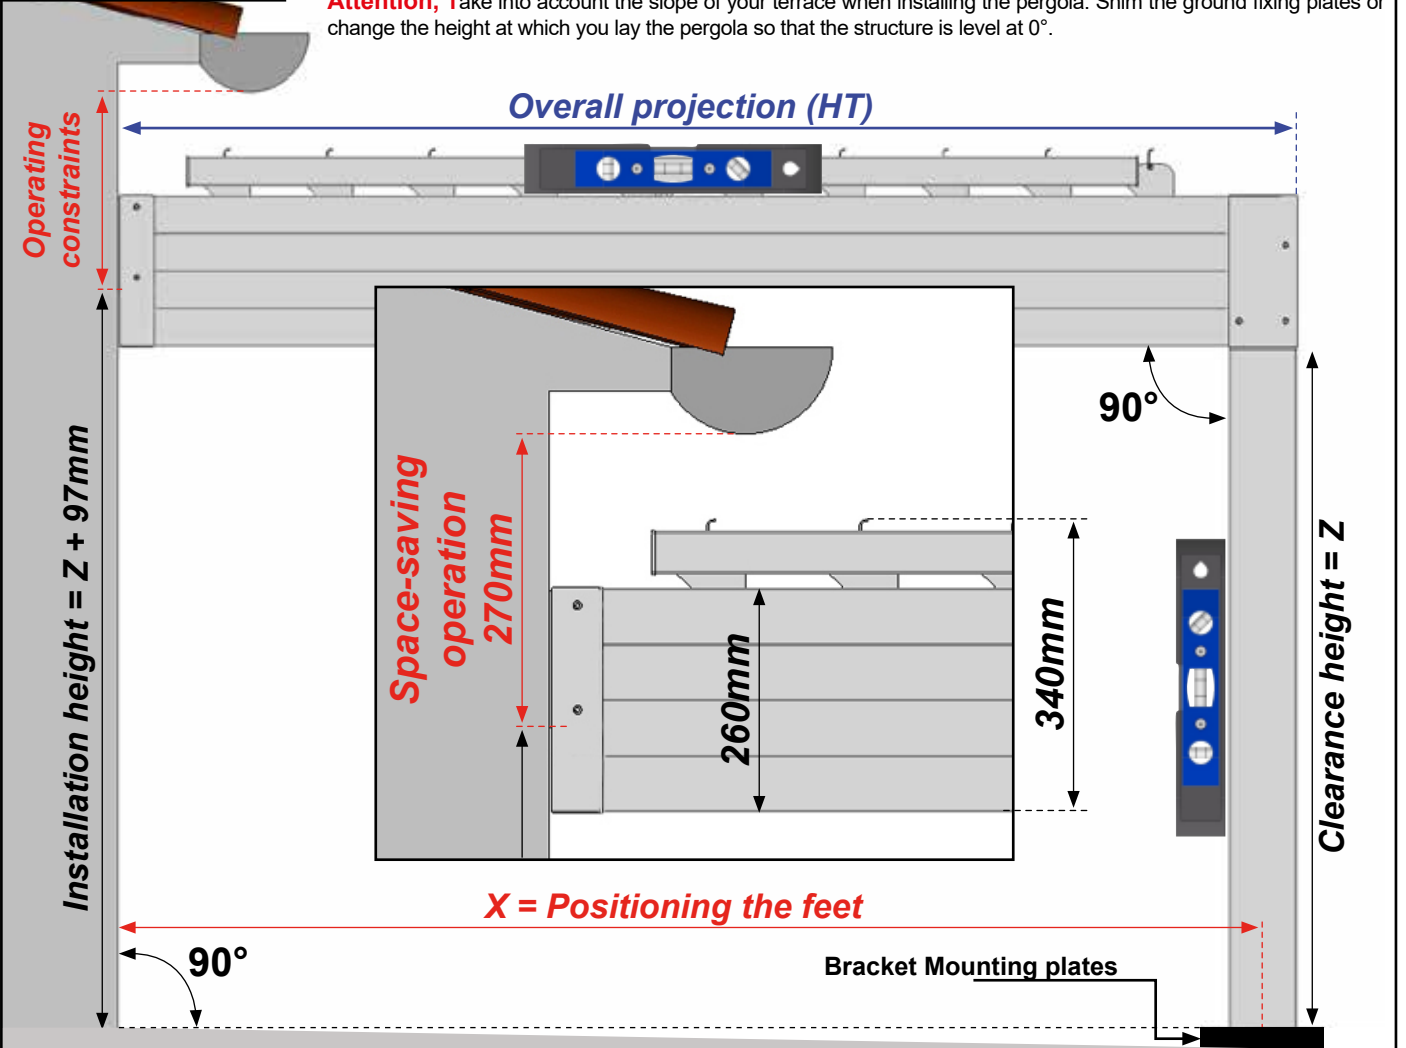 Attention, Take into account the slope of your terrace when installing the pergola. Shim the ground fixing plates or
change the height at which you lay the pergola so that the structure is level at 0°.
Overall projection (HT)
Operating
constraints
90°
Space-saving
operation
270mm
260mm
340mm
Installation height = Z + 97mm
Clearance height = Z
X = Positioning the feet
90°
Bracket Mounting plates